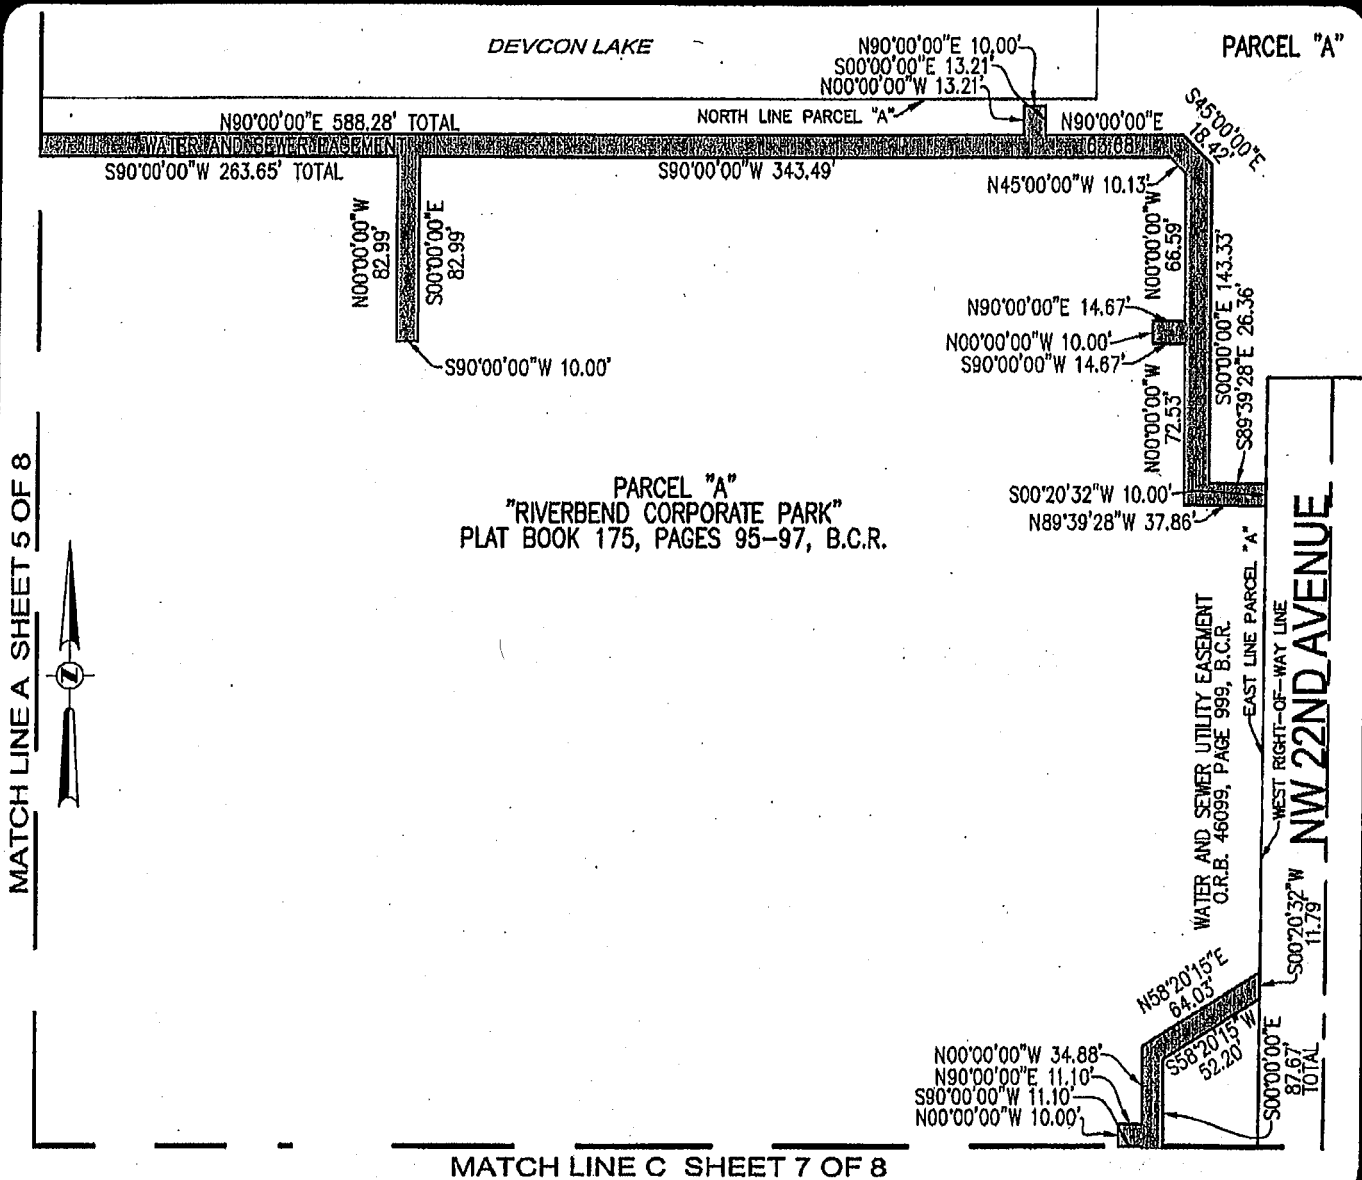 DEVCON LAKE
PARCEL "A"
N90°00'00"E 10.00'
S00°00'00"E 13.21'
N00°00'00"W 13.21'
NORTH LINE PARCEL "A"
N90°00'00"E 588.28' TOTAL
N90°00'00"E
63.68'
S45°00'00"E
18.42'
WATER AND SEWER EASEMENT
S90°00'00"W 263.65' TOTAL
S90°00'00"W 343.49'
N45°00'00"W 10.13'
N00°00'00"W
82.99'
S00°00'00"E
82.99'
N00°00'00"W
66.59'
S00°00'00"E 143.33'
S89°39'28"E 26.36'
N90°00'00"E 14.67'
N00°00'00"W 10.00'
S90°00'00"W 14.67'
S90°00'00"W 10.00'
N00°00'00"W
72.53'
PARCEL "A"
"RIVERBEND CORPORATE PARK"
PLAT BOOK 175, PAGES 95-97, B.C.R.
S00°20'32"W 10.00'
N89°39'28"W 37.86'
MATCH LINE A SHEET 5 OF 8
N
WATER AND SEWER UTILITY EASEMENT
O.R.B. 46099, PAGE 999, B.C.R.
EAST LINE PARCEL "A"
WEST RIGHT-OF-WAY LINE
NW 22ND AVENUE
S00°20'32"W
11.79'
N58°20'15"E
64.03'
S58°20'15"W
52.20'
S00°00'00"E
87.67'
TOTAL
N00°00'00"W 34.88'
N90°00'00"E 11.10'
S90°00'00"W 11.10'
N00°00'00"W 10.00'
MATCH LINE C SHEET 7 OF 8